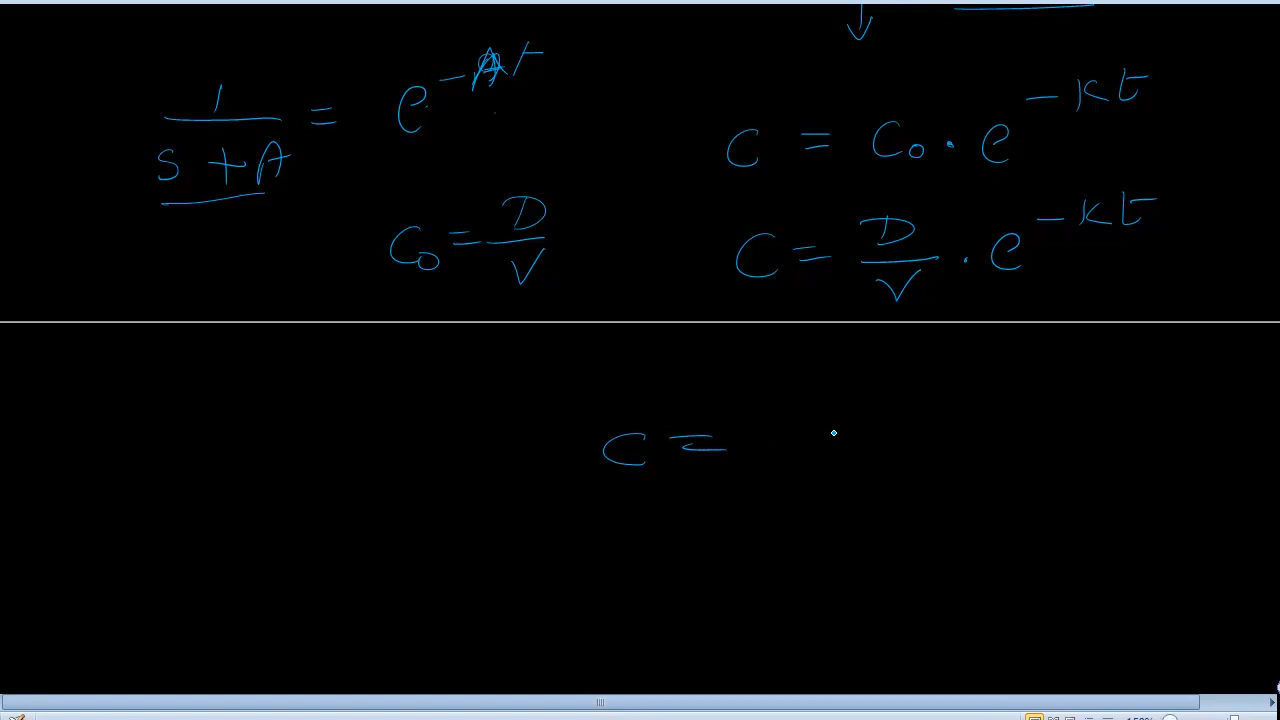 1/(s + A) = e^{-At}
C = C₀ · e^{-Kt}
C₀ = D/V
C = D/V · e^{-Kt}
C =